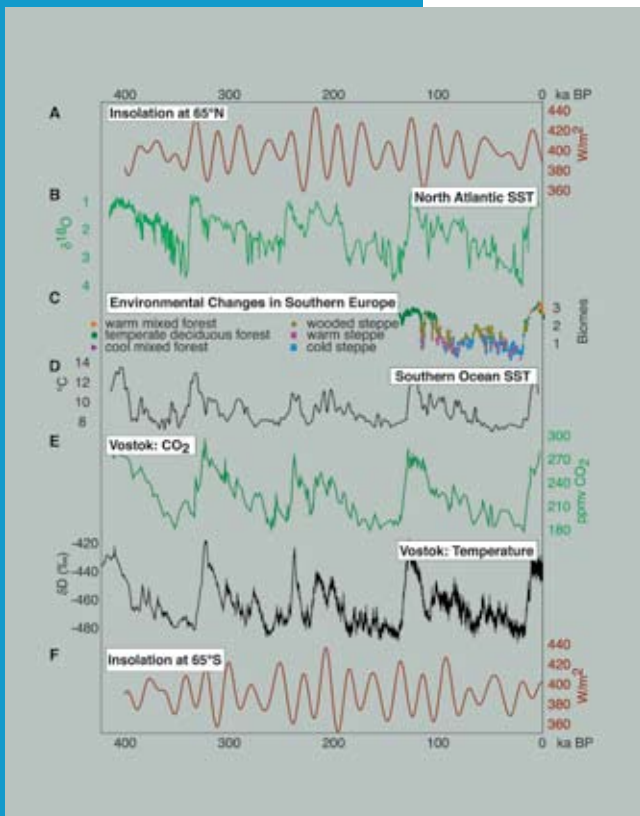 400 300 200 100 0 ka BP
A Insolation at 65°N 440
420
400
380
360
W/m²
B North Atlantic SST
1
2
3
4
δ18O
C Environmental Changes in Southern Europe
warm mixed forest wooded steppe
temperate deciduous forest warm steppe
cool mixed forest cold steppe
3
2
1
Biomes
D Southern Ocean SST
14
12
10
8
°C
E Vostok: CO₂
300
270
240
210
180
ppmv CO₂
Vostok: Temperature
-420
-440
-460
-480
δD (‰)
F Insolation at 65°S
440
420
400
380
360
W/m²
400 300 200 100 0 ka BP